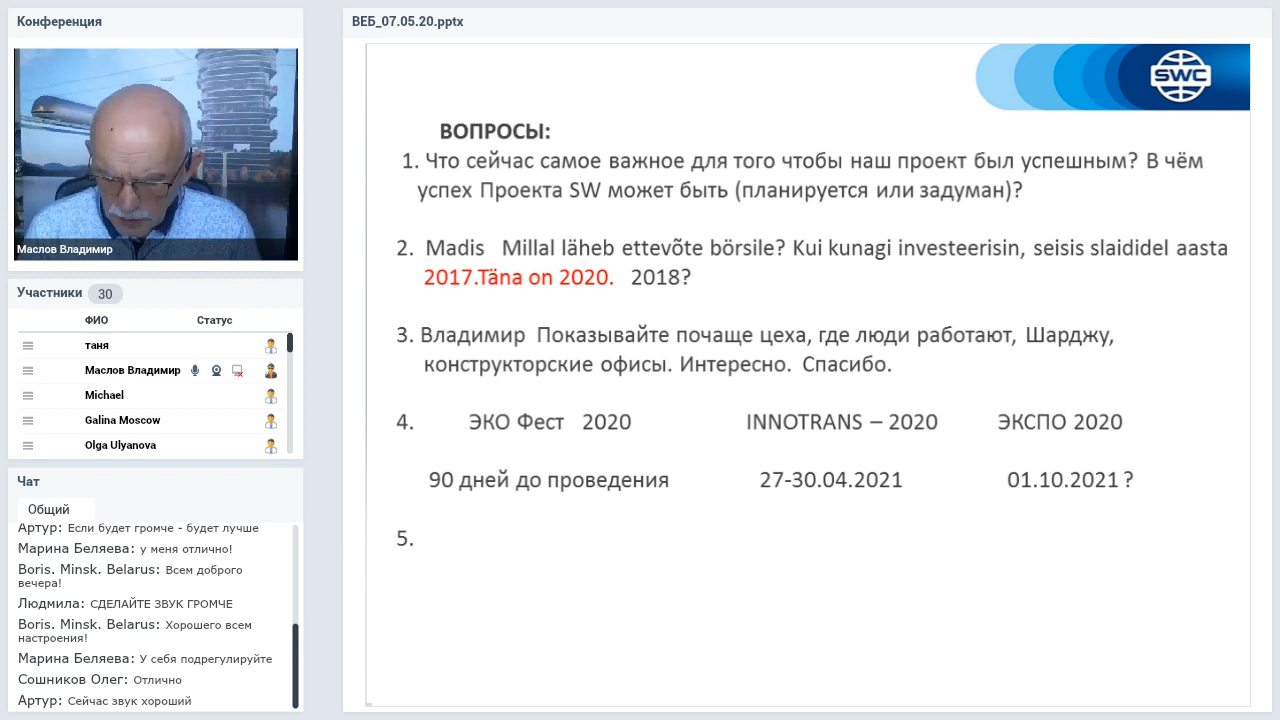 Конференция
Маслов Владимир
Участники 30
ФИО Статус
таня
Маслов Владимир
Michael
Galina Moscow
Olga Ulyanova
Чат
Общий
Артур: Если будет громче - будет лучше
Марина Беляева: у меня отлично!
Boris. Minsk. Belarus: Всем доброго
вечера!
Людмила: СДЕЛАЙТЕ ЗВУК ГРОМЧЕ
Boris. Minsk. Belarus: Хорошего всем
настроения!
Марина Беляева: У себя подрегулируйте
Сошников Олег: Отлично
Артур: Сейчас звук хороший
ВЕБ_07.05.20.pptx
SWC
ВОПРОСЫ:
1. Что сейчас самое важное для того чтобы наш проект был успешным? В чём
успех Проекта SW может быть (планируется или задуман)?
2. Madis Millal läheb ettevõte börsile? Kui kunagi investeerisin, seisis slaididel aasta
2017.Täna on 2020. 2018?
3. Владимир Показывайте почаще цеха, где люди работают, Шарджу,
конструкторские офисы. Интересно. Спасибо.
4. ЭКО Фест 2020 INNOTRANS – 2020 ЭКСПО 2020
90 дней до проведения 27-30.04.2021 01.10.2021 ?
5.